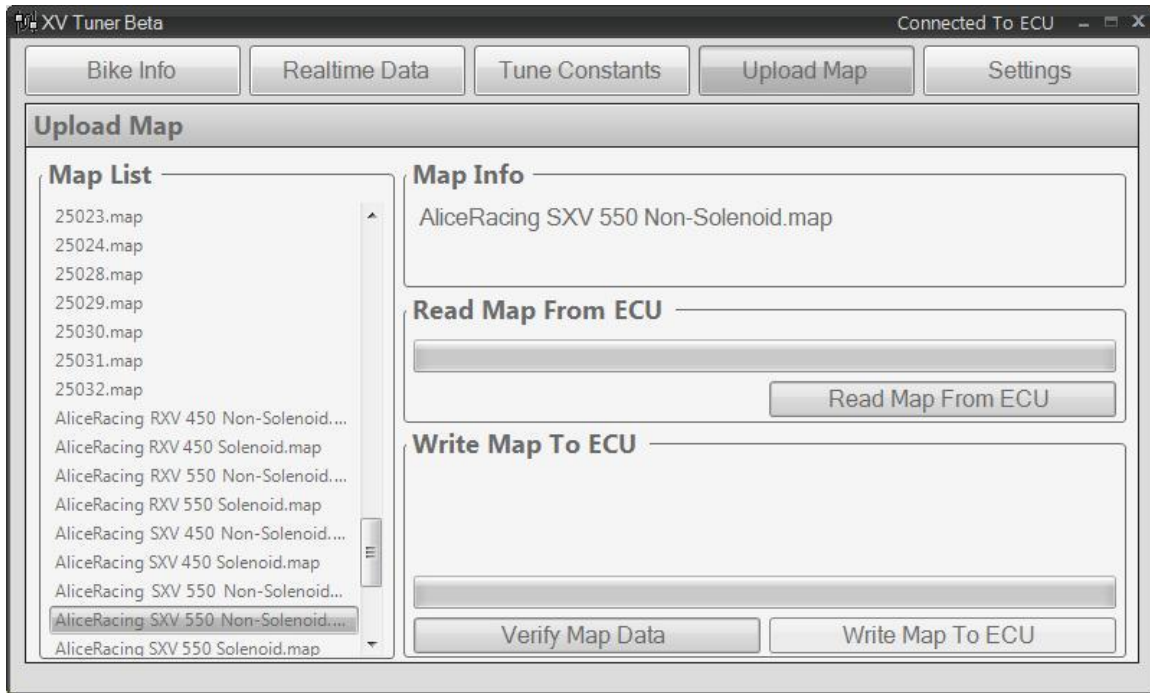 XV Tuner Beta
Connected To ECU
Bike Info
Realtime Data
Tune Constants
Upload Map
Settings
Upload Map
Map List
25023.map
25024.map
25028.map
25029.map
25030.map
25031.map
25032.map
AliceRacing RXV 450 Non-Solenoid....
AliceRacing RXV 450 Solenoid.map
AliceRacing RXV 550 Non-Solenoid....
AliceRacing RXV 550 Solenoid.map
AliceRacing SXV 450 Non-Solenoid....
AliceRacing SXV 450 Solenoid.map
AliceRacing SXV 550 Non-Solenoid...
AliceRacing SXV 550 Non-Solenoid....
AliceRacing SXV 550 Solenoid.map
Map Info
AliceRacing SXV 550 Non-Solenoid.map
Read Map From ECU
Read Map From ECU
Write Map To ECU
Verify Map Data
Write Map To ECU